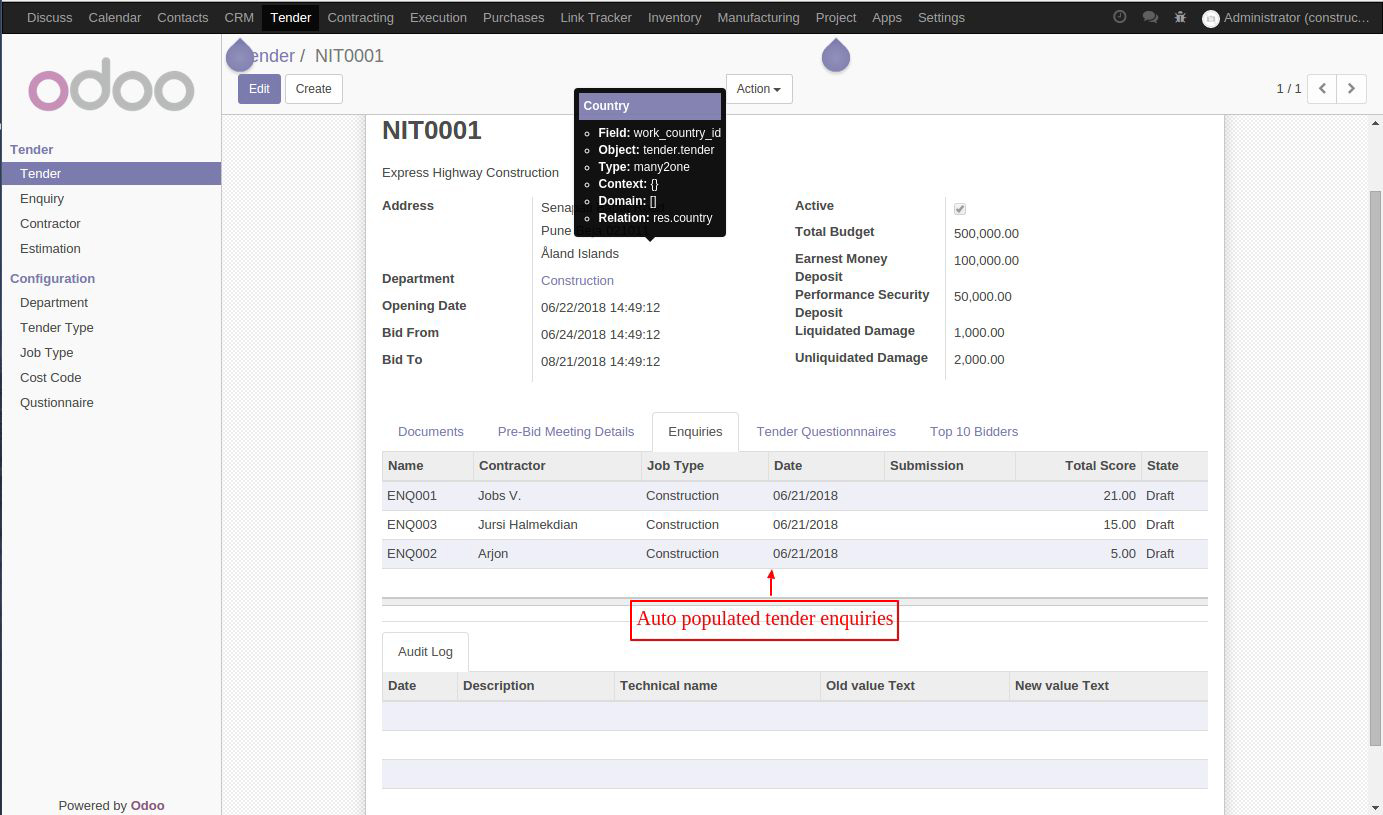 Discuss Calendar Contacts CRM Tender Contracting Execution Purchases Link Tracker Inventory Manufacturing Project Apps Settings Administrator (construc...
odoo
ender / NIT0001
Edit Create Action 1 / 1
Tender
Tender
Enquiry
Contractor
Estimation
Configuration
Department
Tender Type
Job Type
Cost Code
Qustionnaire
Powered by Odoo
NIT0001
Express Highway Construction
Country
Field: work_country_id
Object: tender.tender
Type: many2one
Context: {}
Domain: []
Relation: res.country
Address
Pune
Åland Islands
Department Construction
Opening Date 06/22/2018 14:49:12
Bid From 06/24/2018 14:49:12
Bid To 08/21/2018 14:49:12
Active
Total Budget 500,000.00
Earnest Money 100,000.00
Deposit
Performance Security 50,000.00
Deposit
Liquidated Damage 1,000.00
Unliquidated Damage 2,000.00
Documents Pre-Bid Meeting Details Enquiries Tender Questionnnaires Top 10 Bidders
Name Contractor Job Type Date Submission Total Score State
ENQ001 Jobs V. Construction 06/21/2018 21.00 Draft
ENQ003 Jursi Halmekdian Construction 06/21/2018 15.00 Draft
ENQ002 Arjon Construction 06/21/2018 5.00 Draft
Auto populated tender enquiries
Audit Log
Date Description Technical name Old value Text New value Text